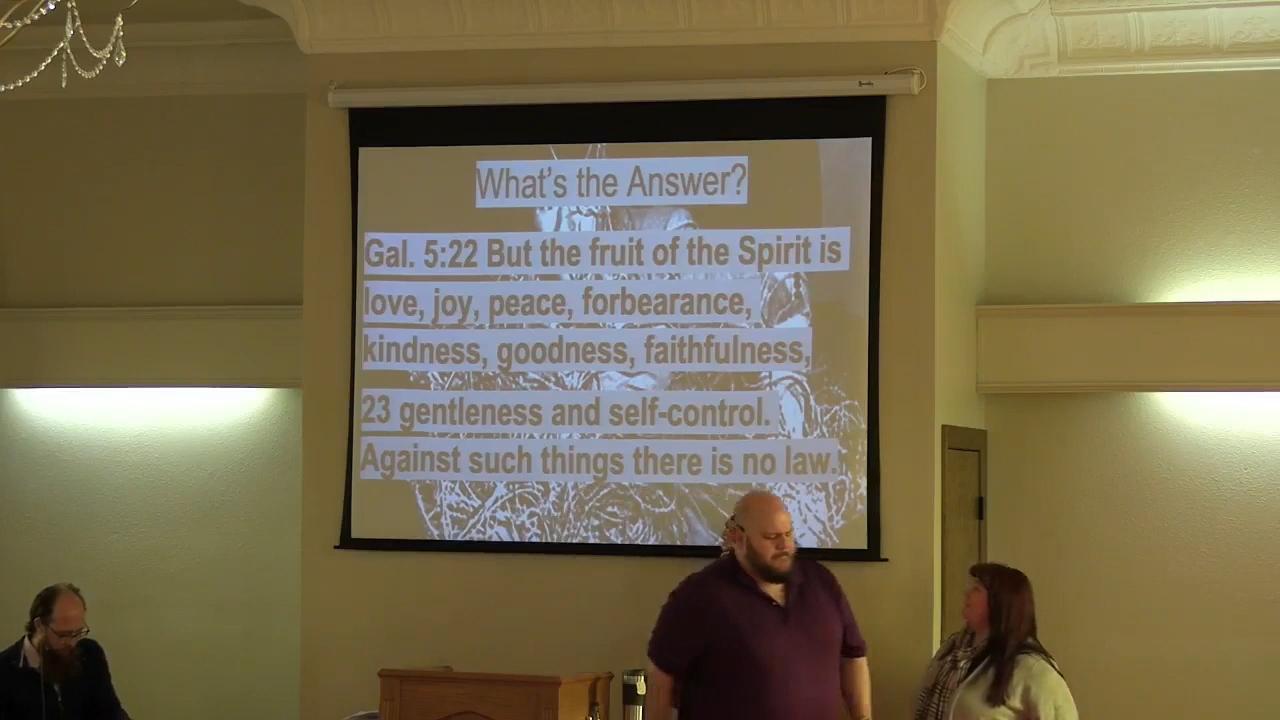 What's the Answer?
Gal. 5:22 But the fruit of the Spirit is
love, joy, peace, forbearance,
kindness, goodness, faithfulness,
23 gentleness and self-control.
Against such things there is no law.